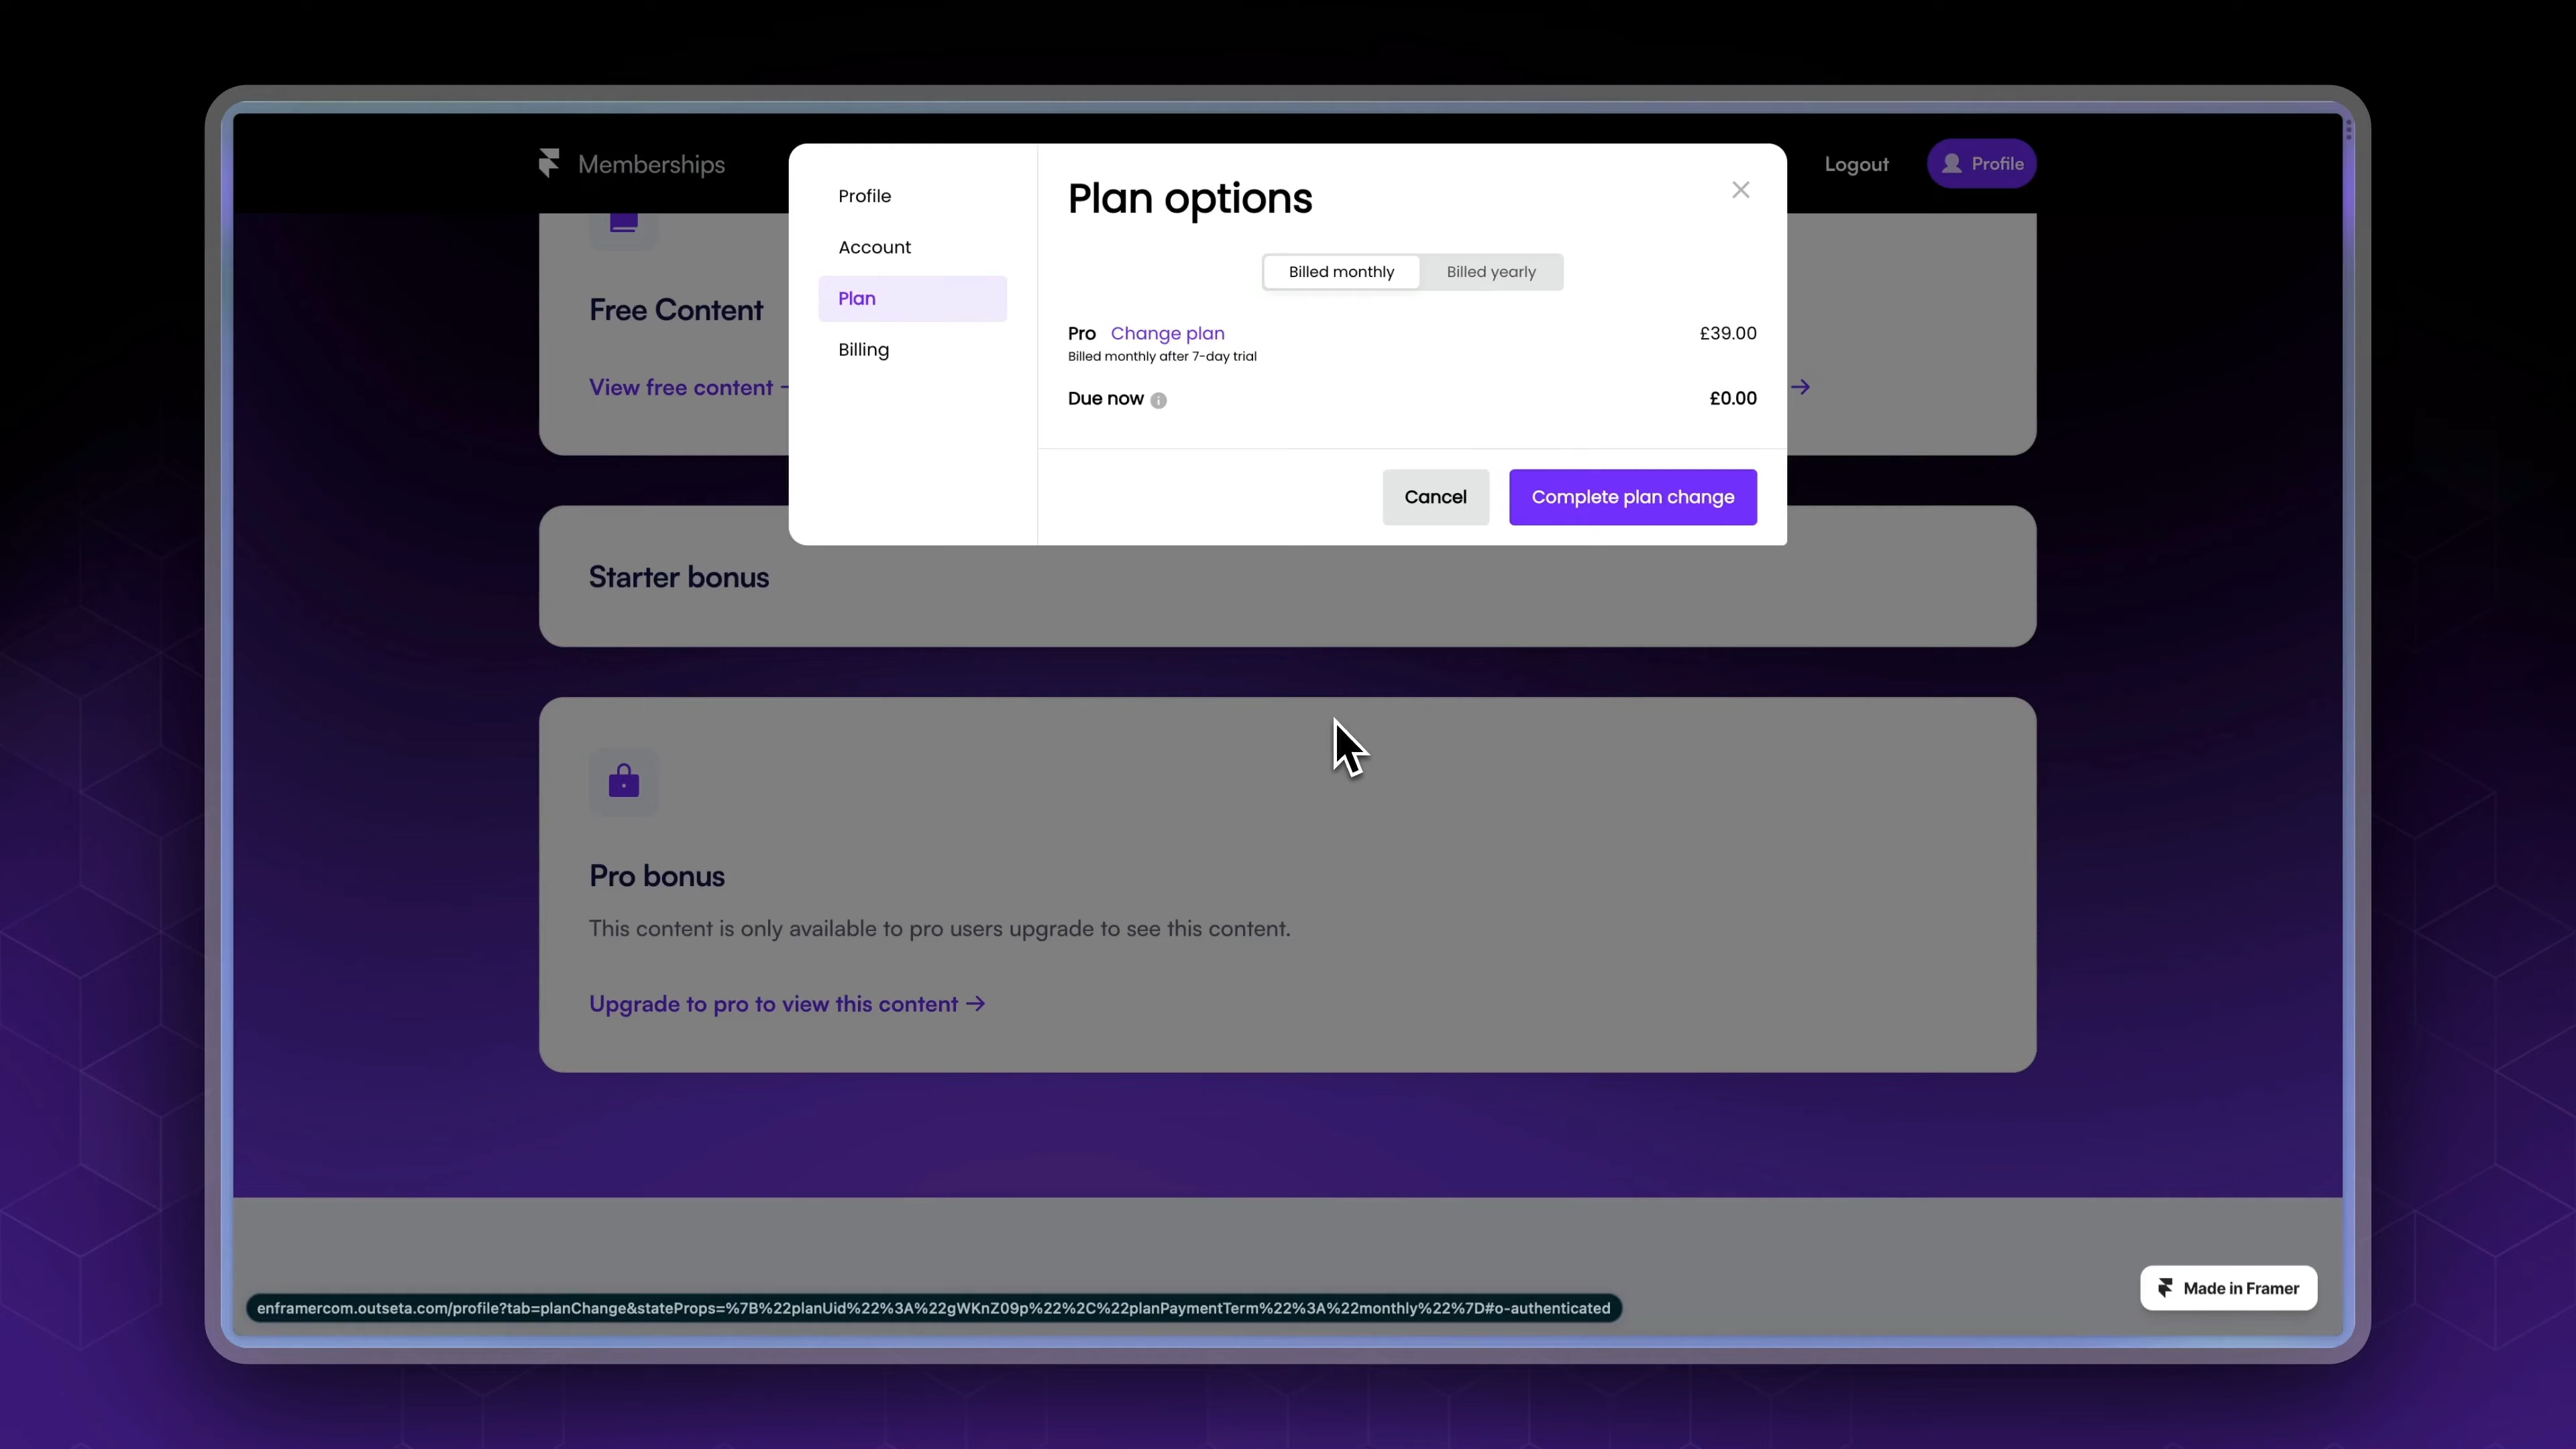 Memberships
Logout
Profile
Profile
Account
Plan
Billing
Plan options
Billed monthly
Billed yearly
Pro Change plan £39.00
Billed monthly after 7-day trial
Due now £0.00
Cancel
Complete plan change
Free Content
View free content
Starter bonus
Pro bonus
This content is only available to pro users upgrade to see this content.
Upgrade to pro to view this content →
Made in Framer
enframercom.outseta.com/profile?tab=planChange&stateProps=%7B%22planUid%22%3A%22gWKnZ09p%22%2C%22planPaymentTerm%22%3A%22monthly%22%7D#o-authenticated